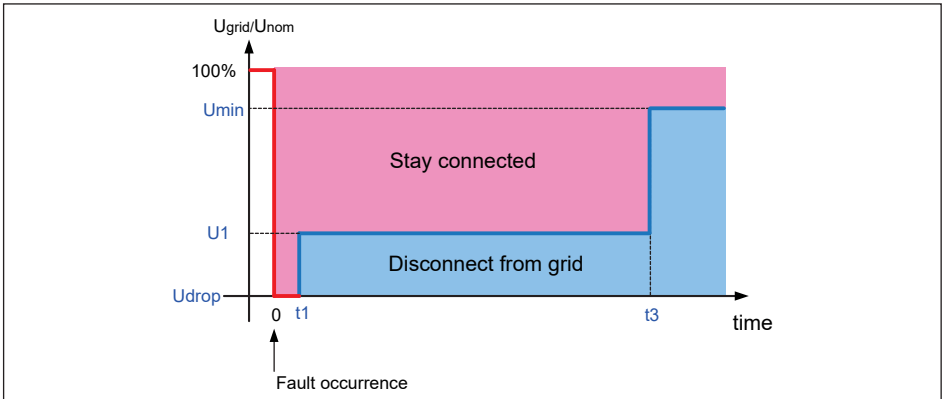 Ugrid/Unom
100%
Umin
Stay connected
U1
Disconnect from grid
Udrop
0
t1
t3
time
Fault occurrence